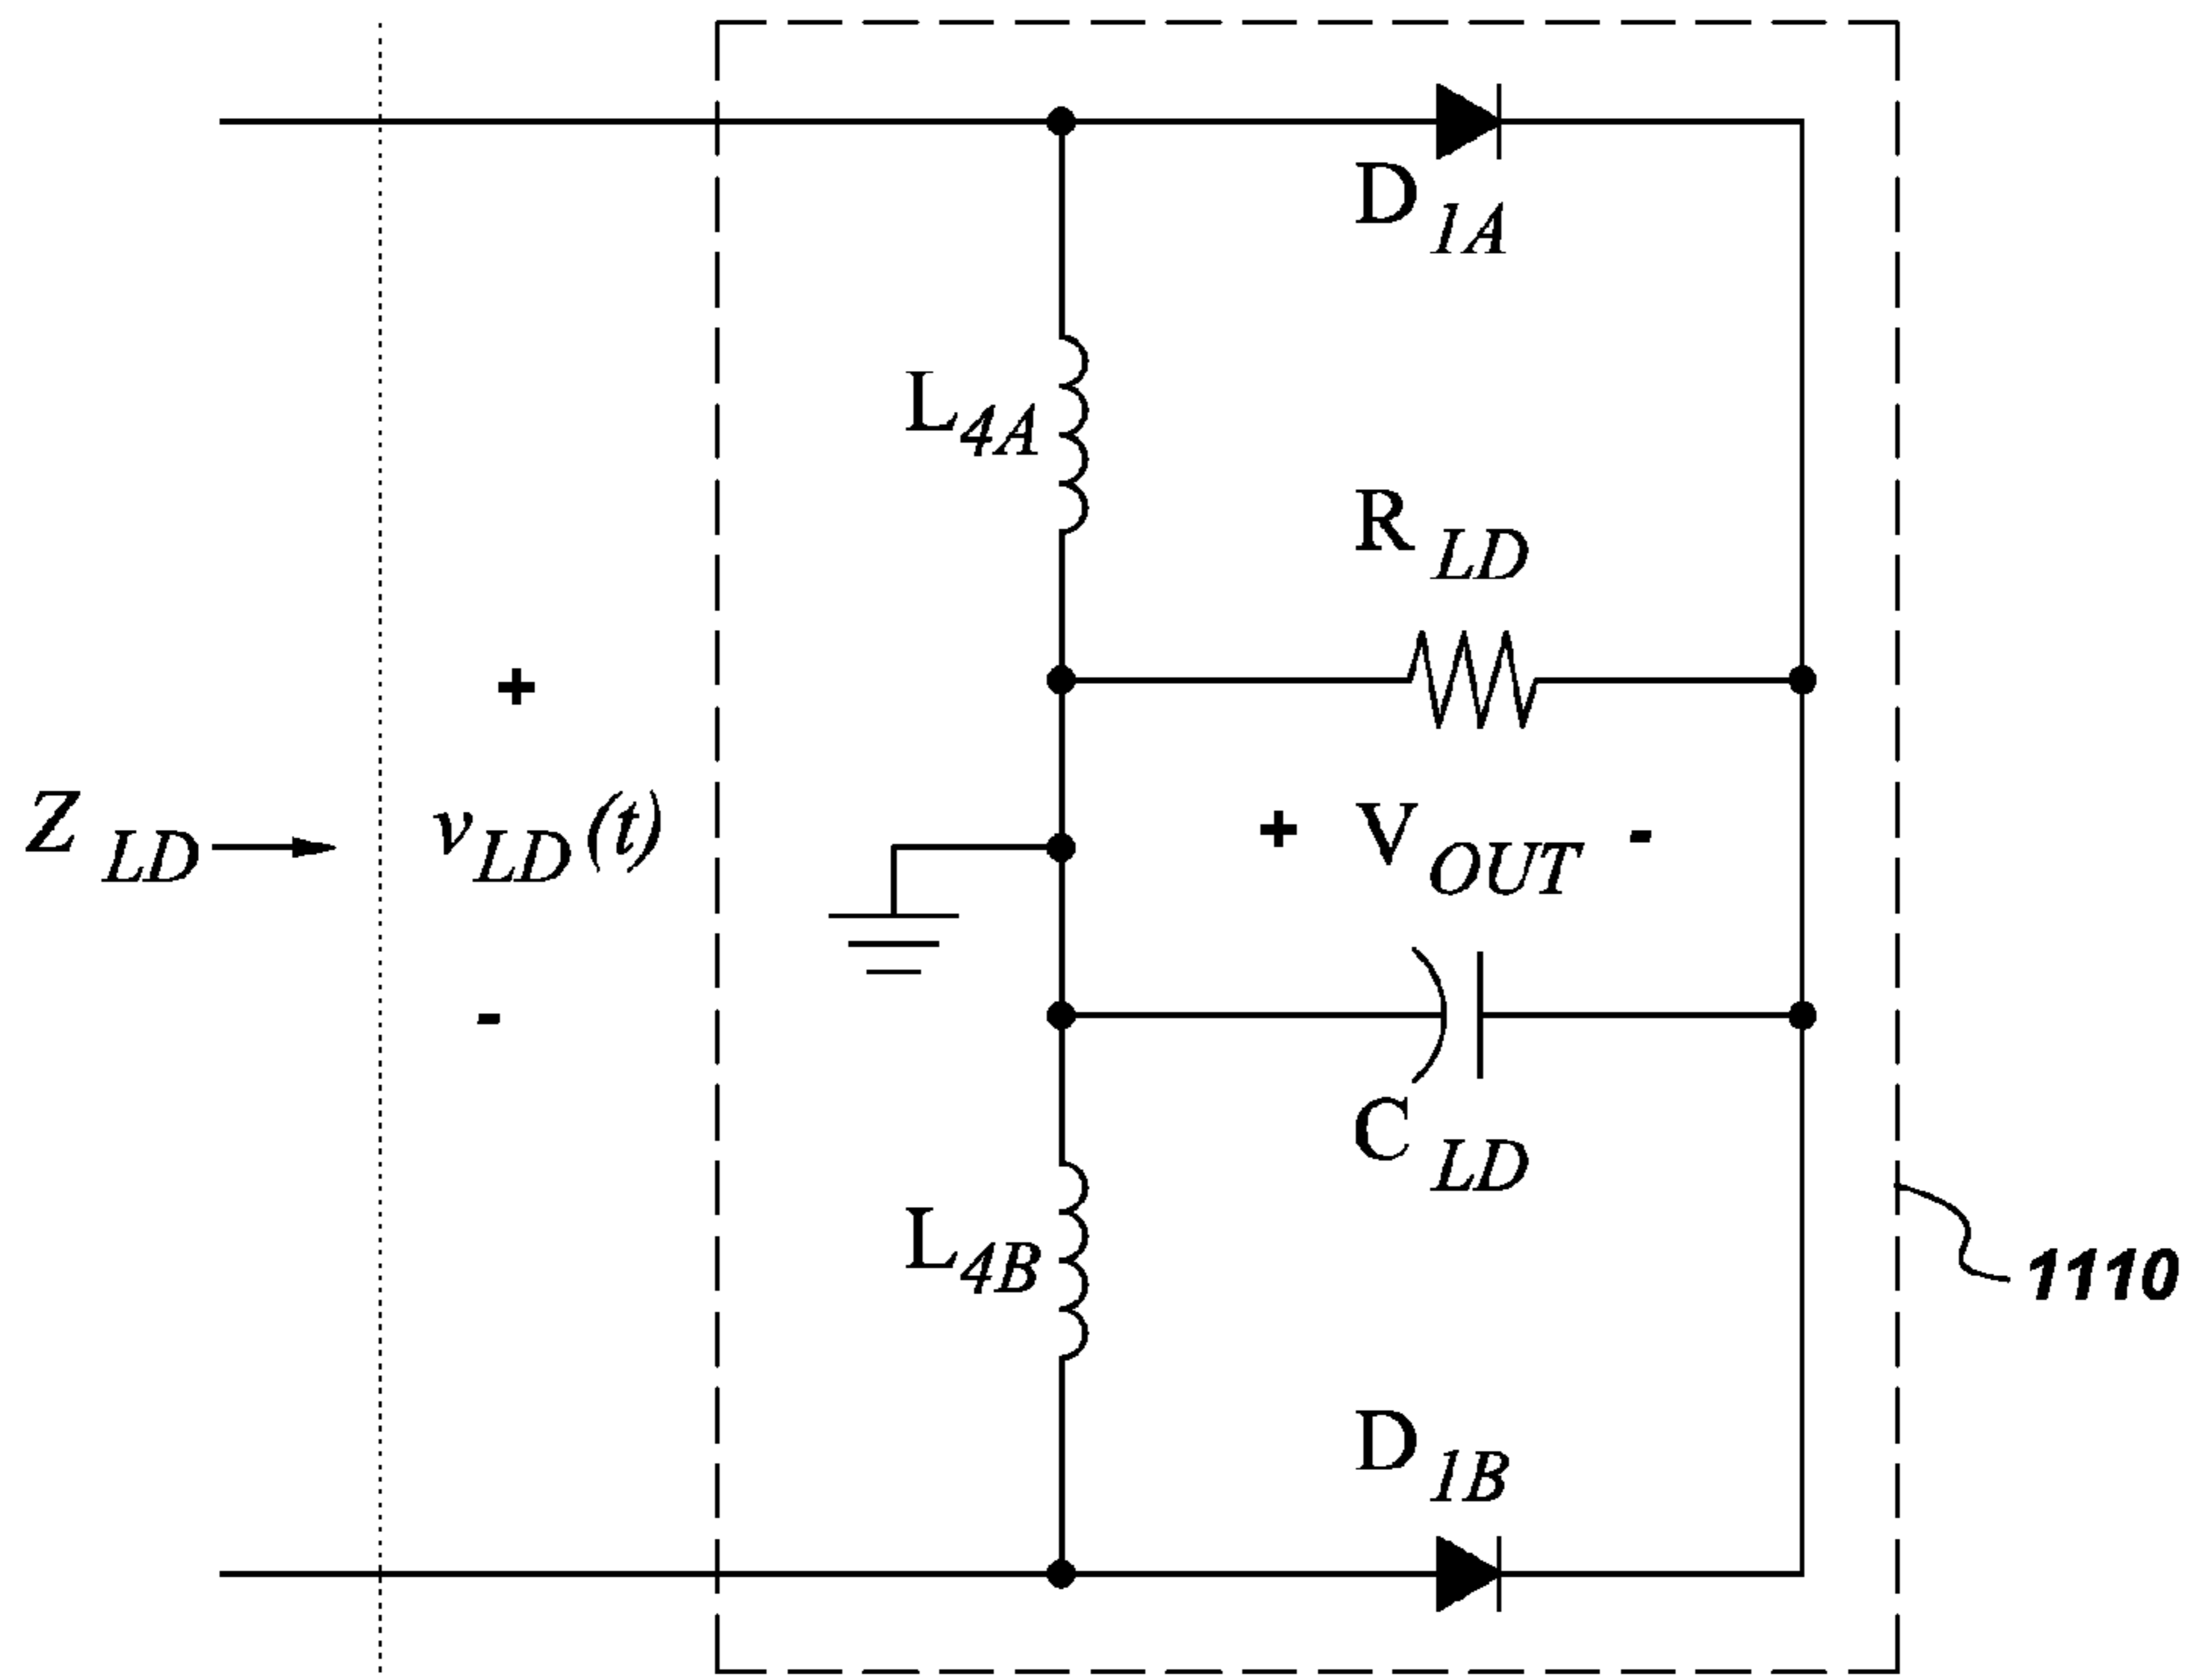 D1A
L4A
RLD
+
ZLD
vLD(t)
+ VOUT -
-
CLD
L4B
1110
D1B